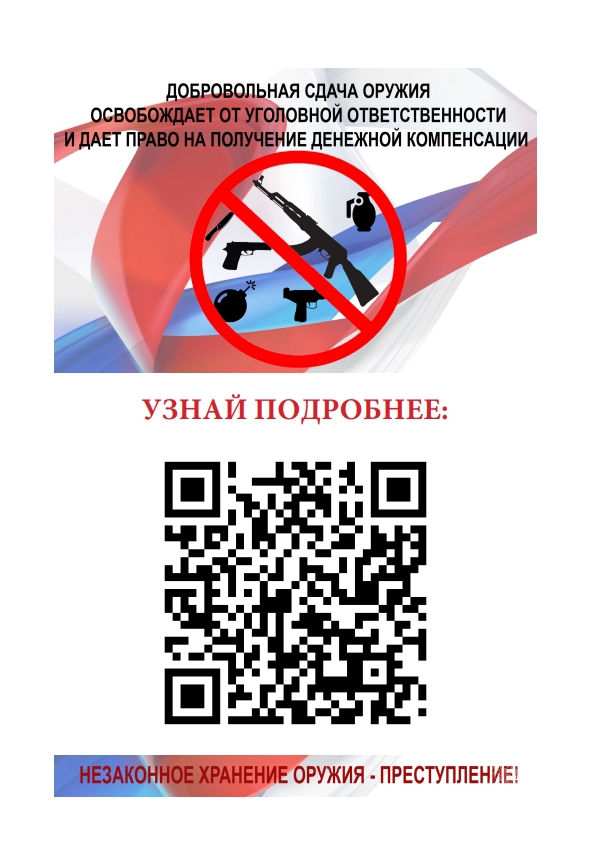 ДОБРОВОЛЬНАЯ СДАЧА ОРУЖИЯ
ОСВОБОЖДАЕТ ОТ УГОЛОВНОЙ ОТВЕТСТВЕННОСТИ
И ДАЕТ ПРАВО НА ПОЛУЧЕНИЕ ДЕНЕЖНОЙ КОМПЕНСАЦИИ
УЗНАЙ ПОДРОБНЕЕ:
НЕЗАКОННОЕ ХРАНЕНИЕ ОРУЖИЯ - ПРЕСТУПЛЕНИЕ!